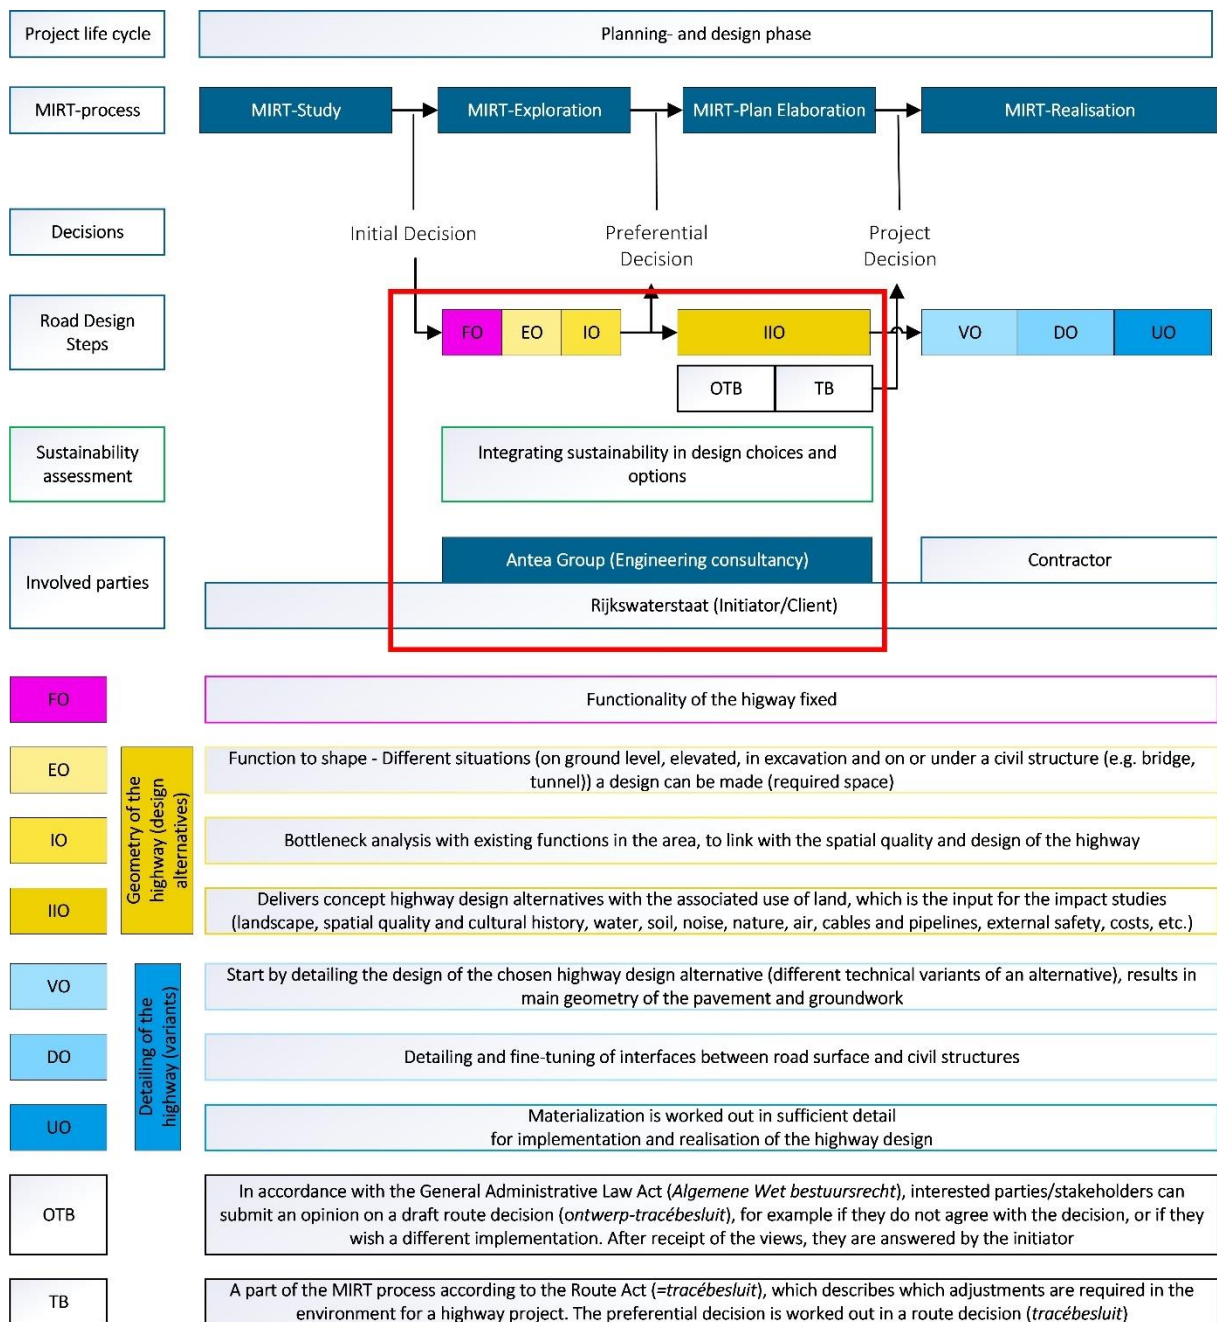 Project life cycle
Planning- and design phase
MIRT-process
MIRT-Study
MIRT-Exploration
MIRT-Plan Elaboration
MIRT-Realisation
Decisions
Initial Decision
Preferential
Decision
Project
Decision
Road Design
Steps
FO
EO
IO
IIO
VO
DO
UO
OTB
TB
Sustainability
assessment
Integrating sustainability in design choices and
options
Involved parties
Antea Group (Engineering consultancy)
Contractor
Rijkswaterstaat (Initiator/Client)
FO
Functionality of the higway fixed
Geometry of the
highway (design
alternatives)
EO
Function to shape - Different situations (on ground level, elevated, in excavation and on or under a civil structure (e.g. bridge,
tunnel)) a design can be made (required space)
IO
Bottleneck analysis with existing functions in the area, to link with the spatial quality and design of the highway
IIO
Delivers concept highway design alternatives with the associated use of land, which is the input for the impact studies
(landscape, spatial quality and cultural history, water, soil, noise, nature, air, cables and pipelines, external safety, costs, etc.)
Detailing of the
highway (variants)
VO
Start by detailing the design of the chosen highway design alternative (different technical variants of an alternative), results in
main geometry of the pavement and groundwork
DO
Detailing and fine-tuning of interfaces between road surface and civil structures
UO
Materialization is worked out in sufficient detail
for implementation and realisation of the highway design
OTB
In accordance with the General Administrative Law Act (Algemene Wet bestuursrecht), interested parties/stakeholders can
submit an opinion on a draft route decision (ontwerp-tracébesluit), for example if they do not agree with the decision, or if they
wish a different implementation. After receipt of the views, they are answered by the initiator
TB
A part of the MIRT process according to the Route Act (=tracébesluit), which describes which adjustments are required in the
environment for a highway project. The preferential decision is worked out in a route decision (tracébesluit)